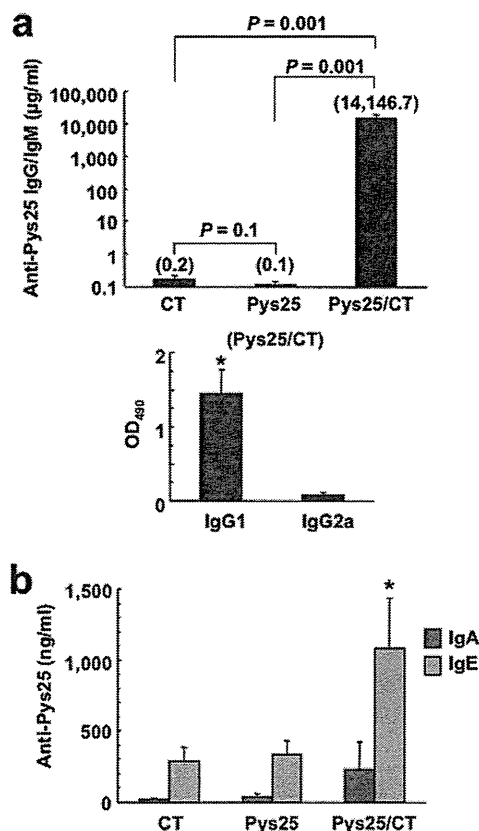 a
P = 0.001
P = 0.001
Anti-Pys25 IgG/IgM (µg/ml)
100,000
10,000
1,000
100
10
1
0.1
(14,146.7)
P = 0.1
(0.2)
(0.1)
CT Pys25 Pys25/CT
(Pys25/CT)
OD490
2
1
0
*
IgG1 IgG2a
b
Anti-Pys25 (ng/ml)
1,500
1,000
500
0
*
IgA
IgE
CT Pys25 Pys25/CT